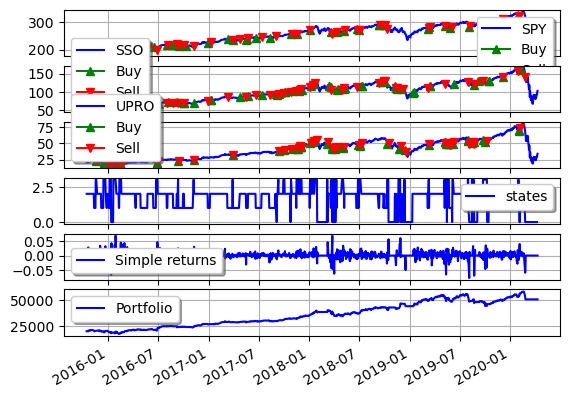 300
200
SPY
Buy
SSO
Buy
Sell
150
100
50
UPRO
Buy
Sell
75
50
25
2.5
0.0
states
0.05
0.00
−0.05
Simple returns
50000
25000
Portfolio
2016-01
2016-07
2017-01
2017-07
2018-01
2018-07
2019-01
2019-07
2020-01